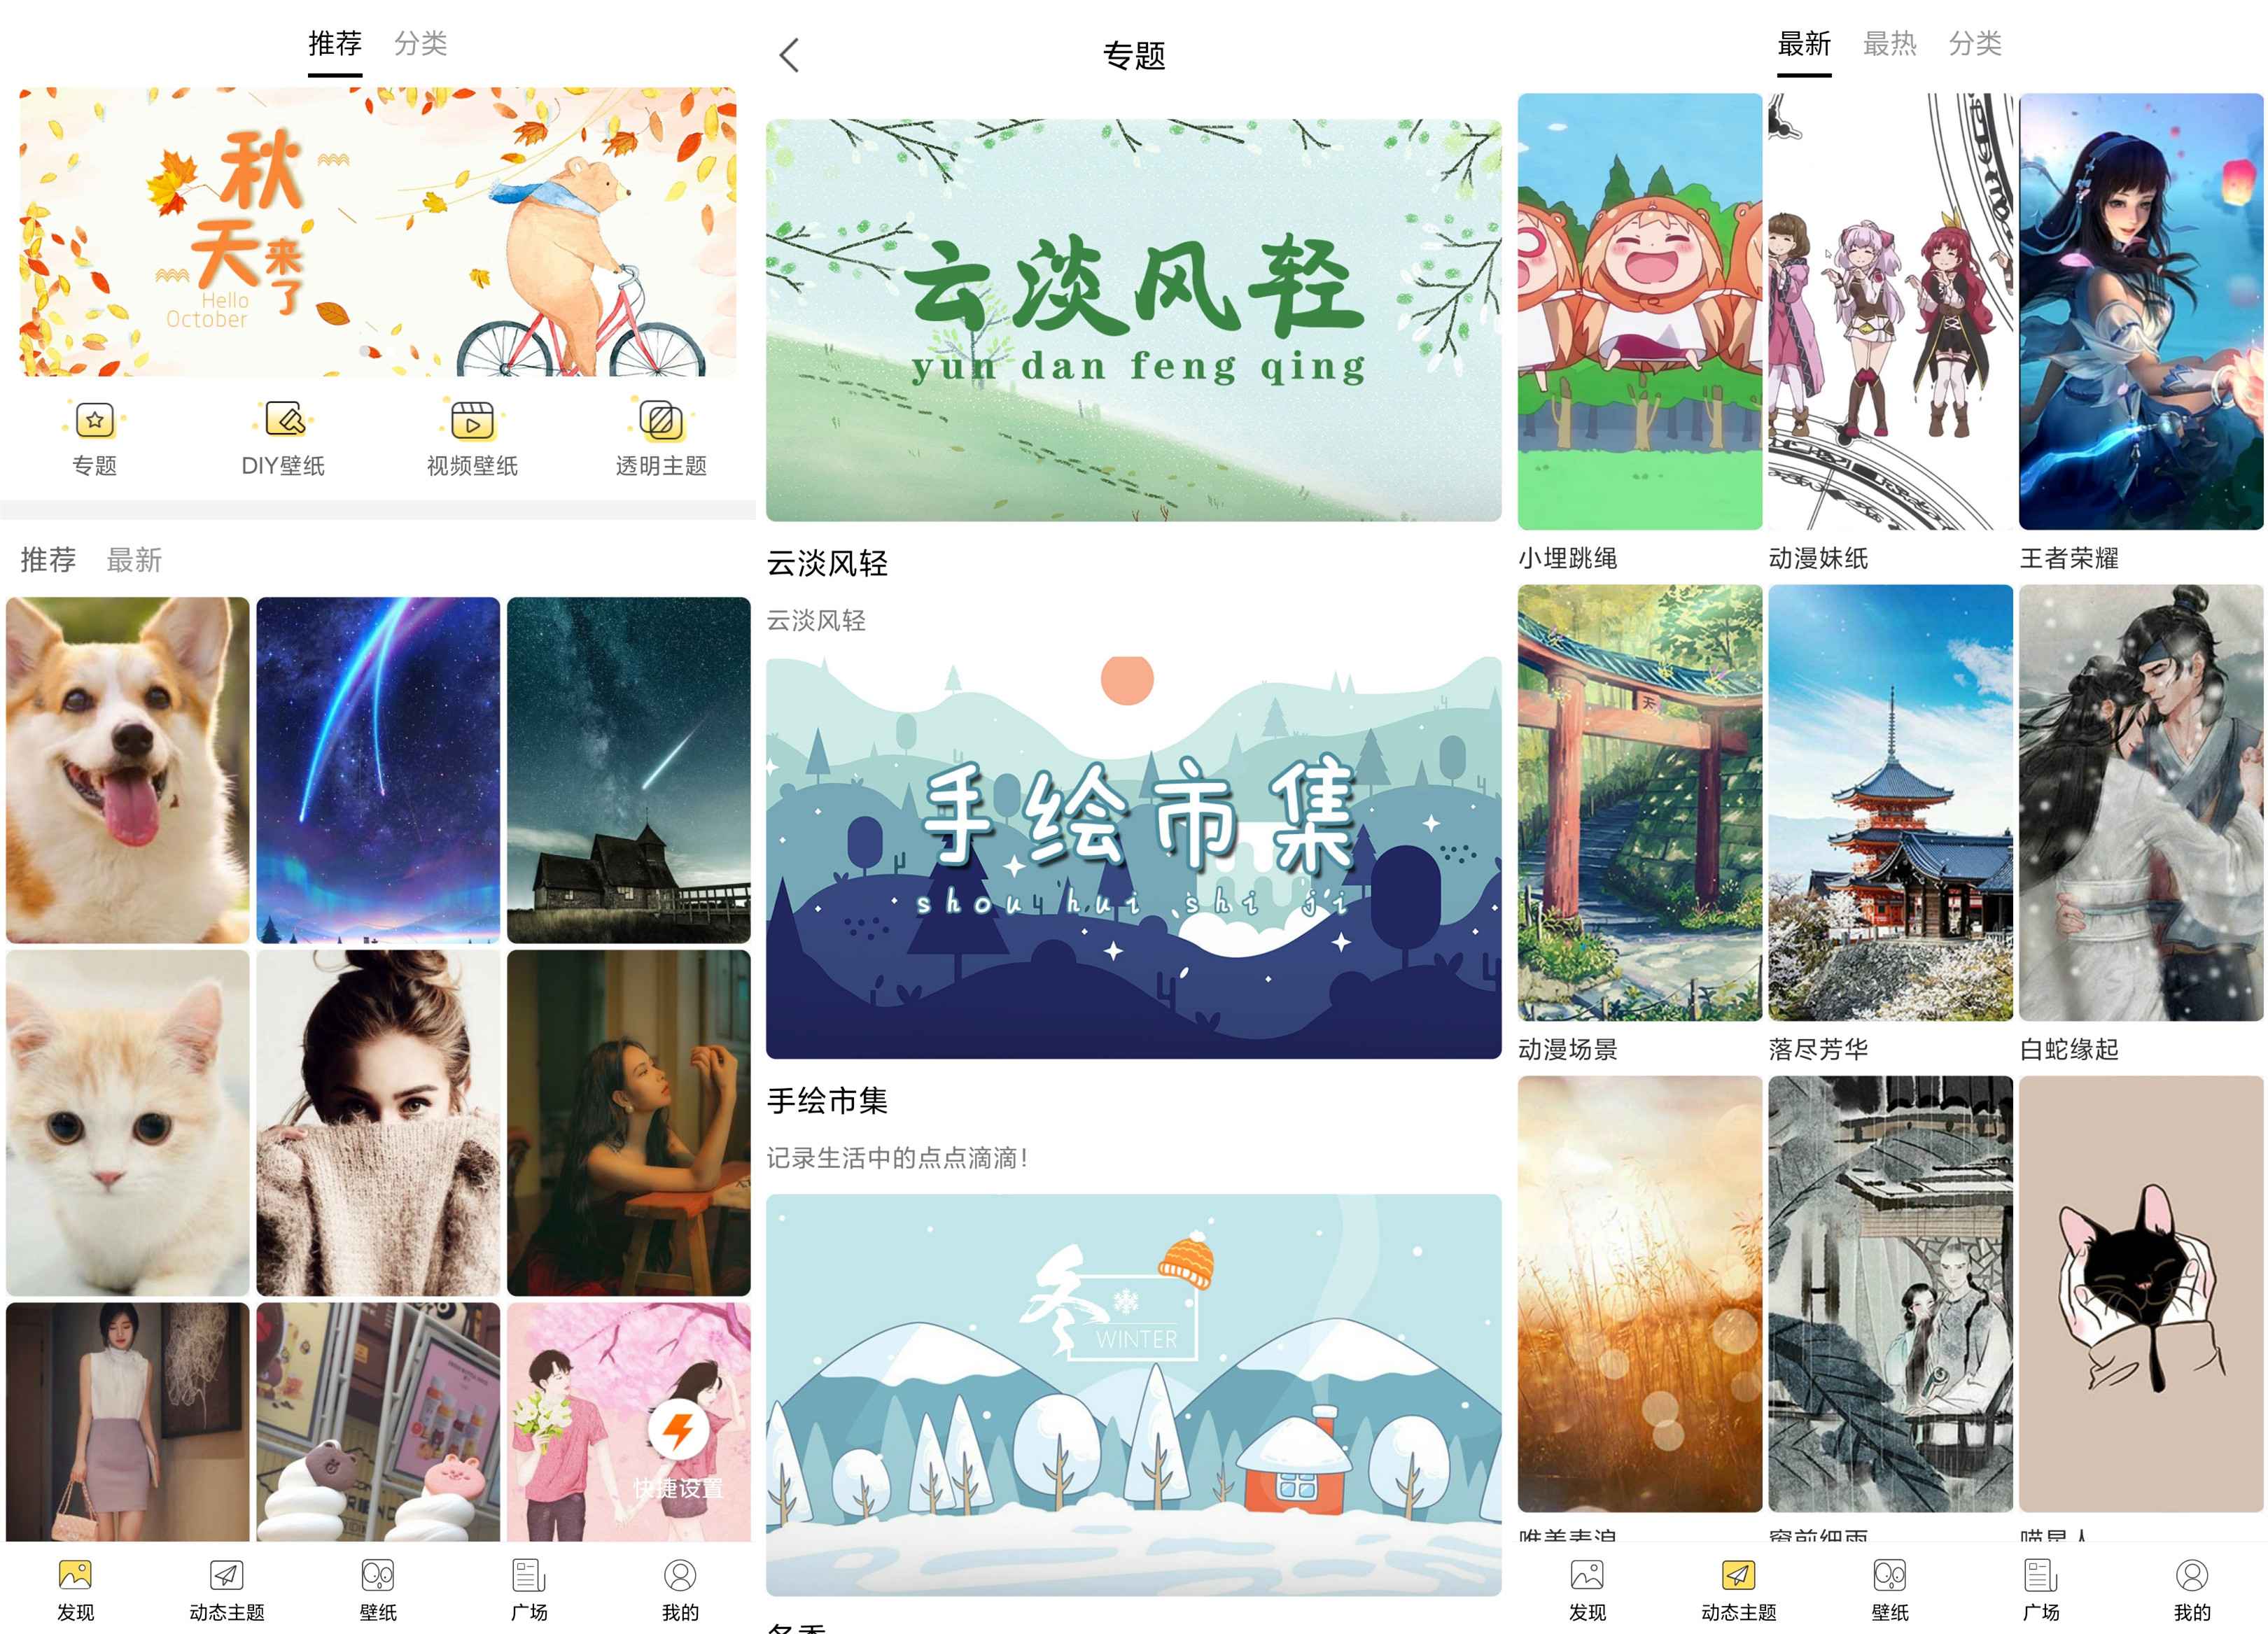 推荐 分类
秋
天来了
Hello
October
专题 DIY壁纸 视频壁纸 透明主题
推荐 最新
快捷设置
发现 动态主题 壁纸 广场 我的
专题
云淡风轻
yun dan feng qing
云淡风轻
云淡风轻
手绘市集
shou hui shi ji
手绘市集
记录生活中的点点滴滴!
冬
WINTER
最新 最热 分类
小埋跳绳 动漫妹纸 王者荣耀
天
动漫场景 落尽芳华 白蛇缘起
发现 动态主题 壁纸 广场 我的